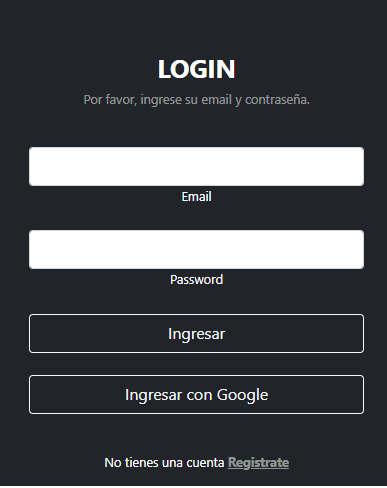 LOGIN
Por favor, ingrese su email y contraseña.
Email
Password
Ingresar
Ingresar con Google
No tienes una cuenta Registrate